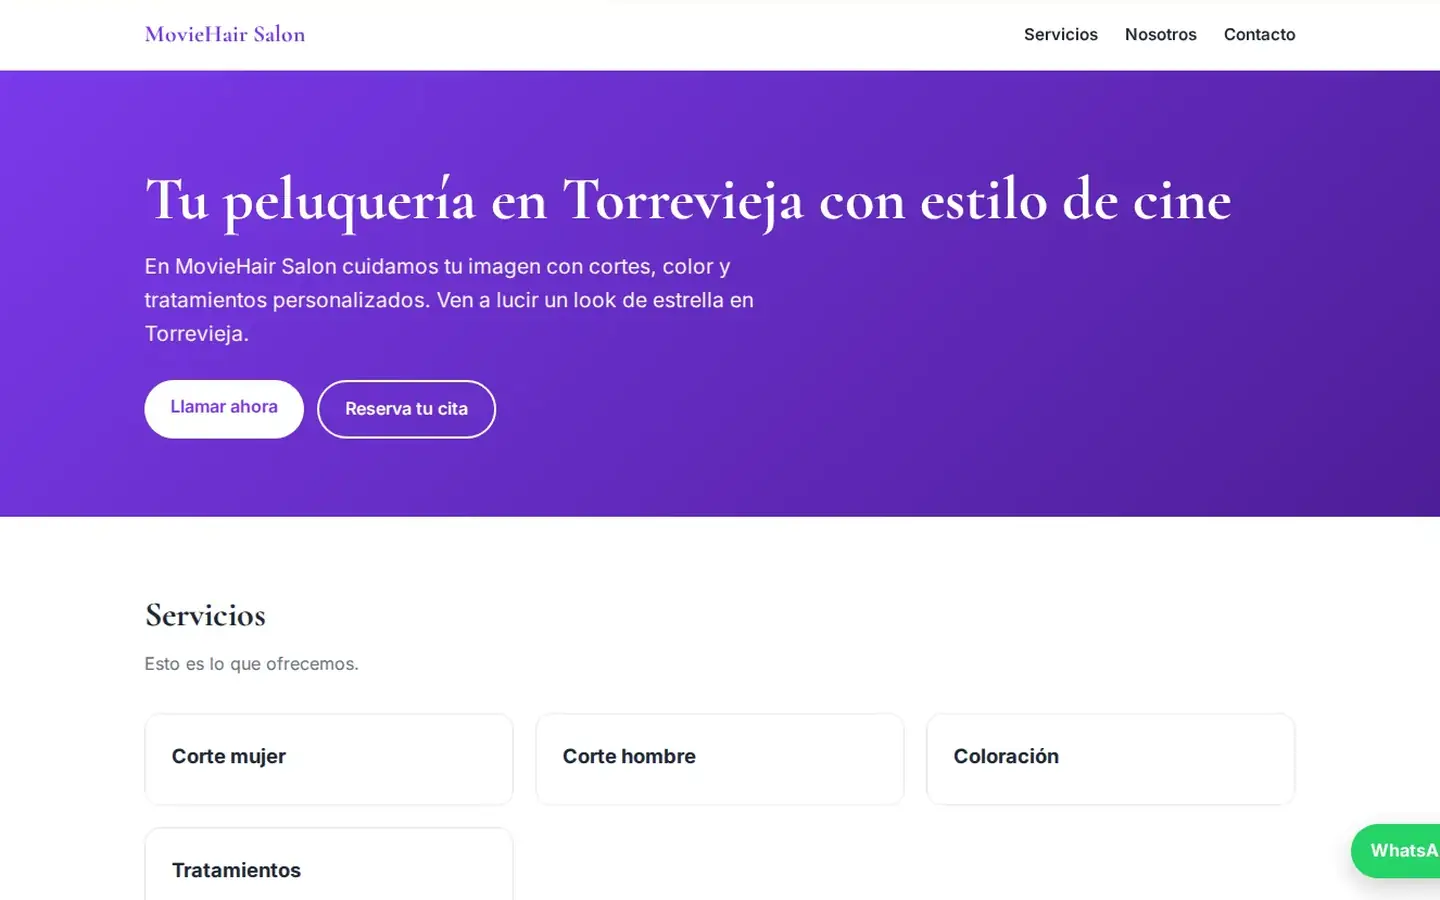 MovieHair Salon
Servicios Nosotros Contacto
Tu peluquería en Torrevieja con estilo de cine
En MovieHair Salon cuidamos tu imagen con cortes, color y
tratamientos personalizados. Ven a lucir un look de estrella en
Torrevieja.
Llamar ahora
Reserva tu cita
Servicios
Esto es lo que ofrecemos.
Corte mujer
Corte hombre
Coloración
Tratamientos
WhatsA